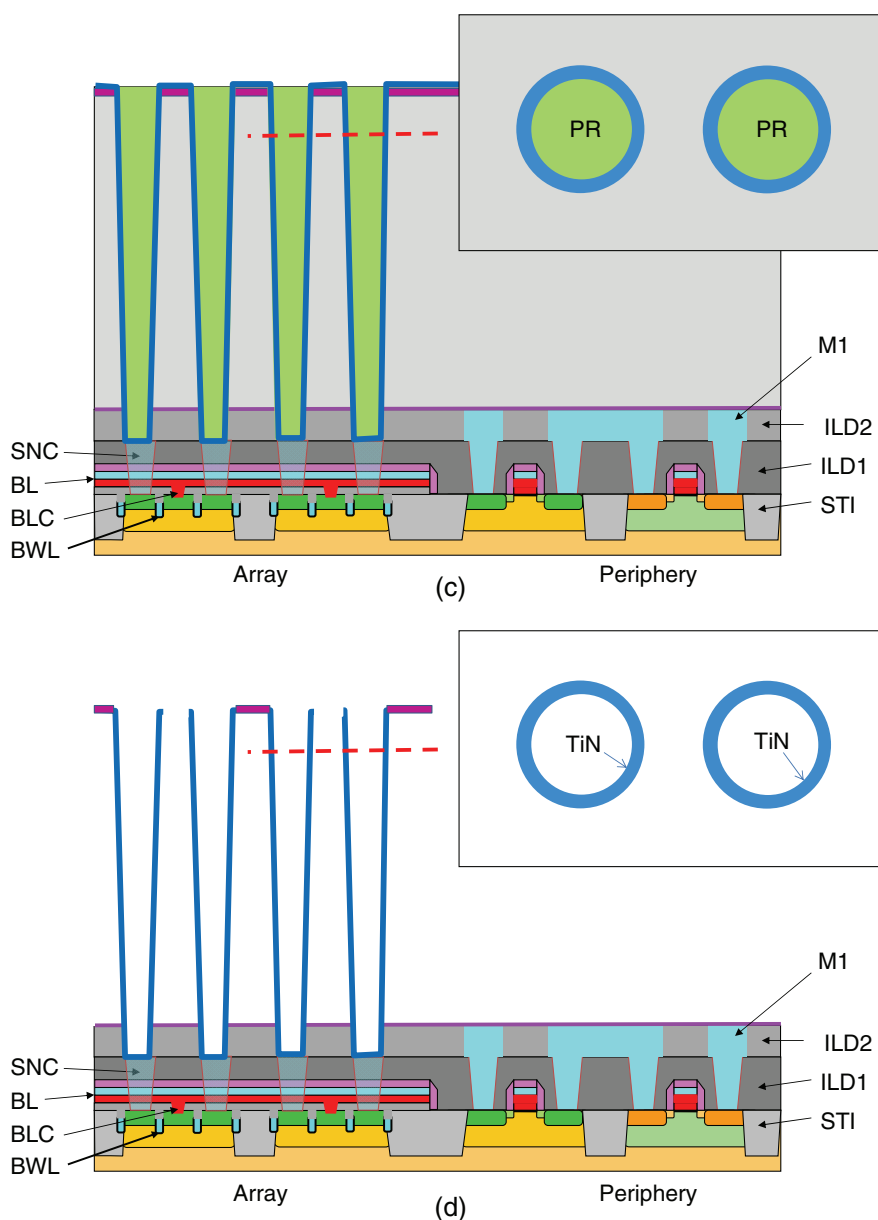 PR PR
M1
ILD2
SNC
ILD1
BL
BLC
STI
BWL
Array Periphery
(c)
TiN TiN
M1
ILD2
SNC
ILD1
BL
BLC
STI
BWL
Array Periphery
(d)